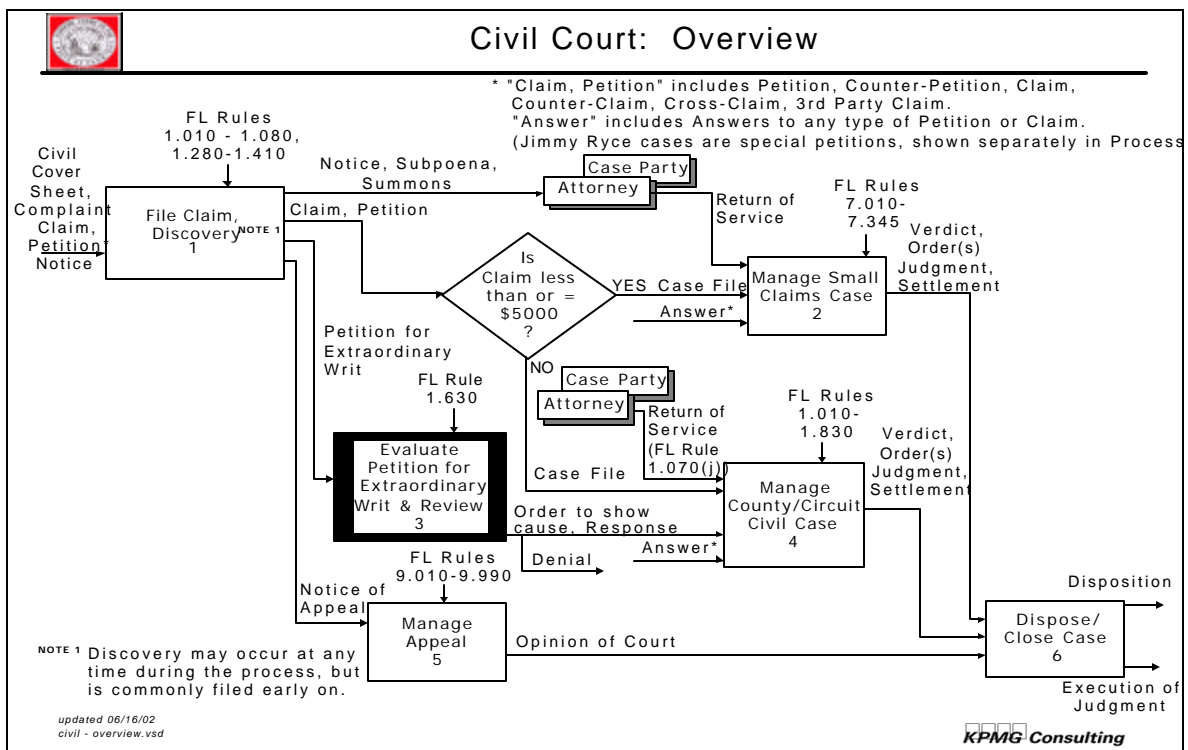 Civil Court: Overview
* "Claim, Petition" includes Petition, Counter-Petition, Claim,
Counter-Claim, Cross-Claim, 3rd Party Claim.
"Answer" includes Answers to any type of Petition or Claim.
(Jimmy Ryce cases are special petitions, shown separately in Process
FL Rules
1.010 - 1.080,
1.280-1.410
Civil
Cover
Sheet,
Complaint
Claim,
Petition*
Notice
File Claim,
Discovery NOTE 1
1
Notice, Subpoena,
Summons
Claim, Petition
Case Party
Attorney
Return of
Service
FL Rules
7.010-
7.345
Is
Claim less
than or =
$5000
?
YES
Case File
Answer*
Manage Small
Claims Case
2
Verdict,
Order(s)
Judgment,
Settlement
Petition for
Extraordinary
Writ
NO
FL Rule
1.630
Case Party
Attorney
Return of
Service
(FL Rule
1.070(j))
FL Rules
1.010-
1.830
Evaluate
Petition for
Extraordinary
Writ & Review
3
Case File
Order to show
cause, Response
Denial
Answer*
Manage
County/Circuit
Civil Case
4
Verdict,
Order(s)
Judgment,
Settlement
FL Rules
9.010-9.990
Notice of
Appeal
Manage
Appeal
5
Opinion of Court
Dispose/
Close Case
6
Disposition
Execution of
Judgment
NOTE 1 Discovery may occur at any
time during the process, but
is commonly filed early on.
updated 06/16/02
civil - overview.vsd
KPMG Consulting